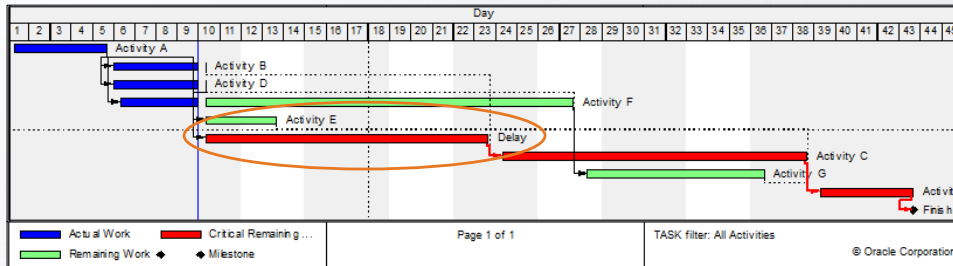 Day
1 2 3 4 5 6 7 8 9 10 11 12 13 14 15 16 17 18 19 20 21 22 23 24 25 26 27 28 29 30 31 32 33 34 35 36 37 38 39 40 41 42 43 44 45
Activity A
Activity B
Activity D
Activity F
Activity E
Delay
Activity C
Activity G
Activit
Finish
Actual Work Critical Remaining ... Page 1 of 1 TASK filter: All Activities
Remaining Work Milestone
© Oracle Corporation